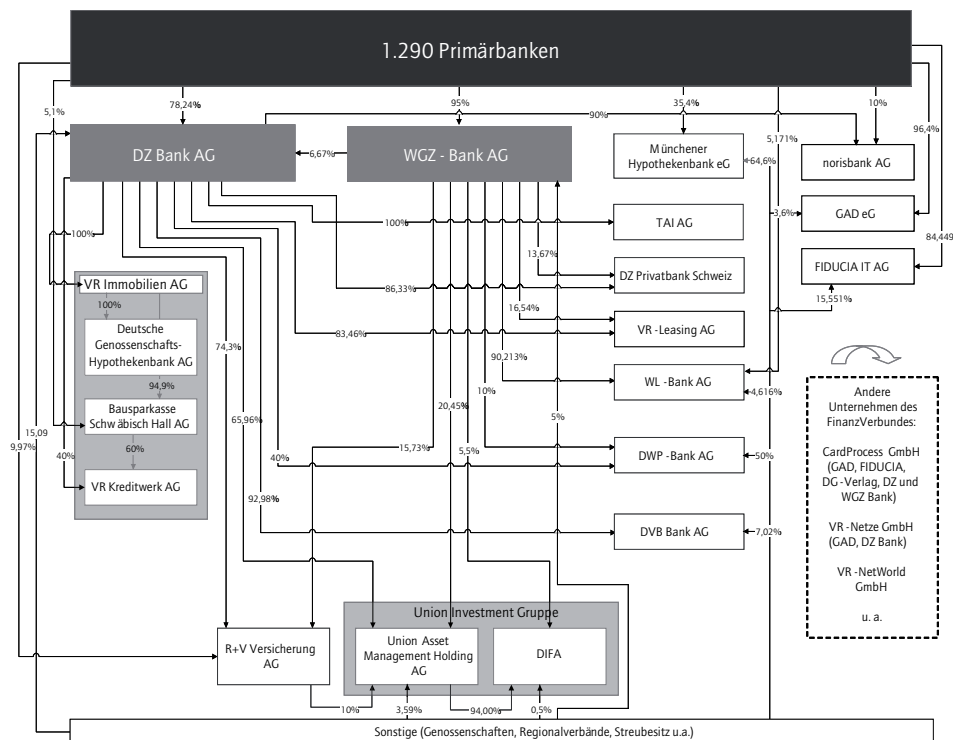 1.290 Primärbanken
5,1%
78,24%
95%
35,4%
10%
90%
5,171%
96,4%
DZ Bank AG
6,67%
WGZ - Bank AG
Münchener
Hypothekenbank eG
64,6%
norisbank AG
100%
100%
TAI AG
3,6%
GAD eG
84,449
13,67%
VR Immobilien AG
86,33%
DZ Privatbank Schweiz
FIDUCIA IT AG
15,551%
100%
16,54%
Deutsche
Genossenschafts-
Hypothekenbank AG
74,3%
83,46%
VR -Leasing AG
90,213%
94,9%
WL -Bank AG
4,616%
10%
20,45%
5%
Bausparkasse
Schwäbisch Hall AG
65,96%
9,97%
15,09
40%
60%
40%
15,73%
5,5%
DWP -Bank AG
50%
VR Kreditwerk AG
92,98%
DVB Bank AG
7,02%
Andere
Unternehmen des
FinanzVerbundes:
CardProcess GmbH
(GAD, FIDUCIA,
DG -Verlag, DZ und
WGZ Bank)
VR -Netze GmbH
(GAD, DZ Bank)
VR -NetWorld
GmbH
u. a.
Union Investment Gruppe
R+V Versicherung
AG
Union Asset
Management Holding
AG
DIFA
10%
3,59%
94,00%
0,5%
Sonstige (Genossenschaften, Regionalverbände, Streubesitz u.a.)